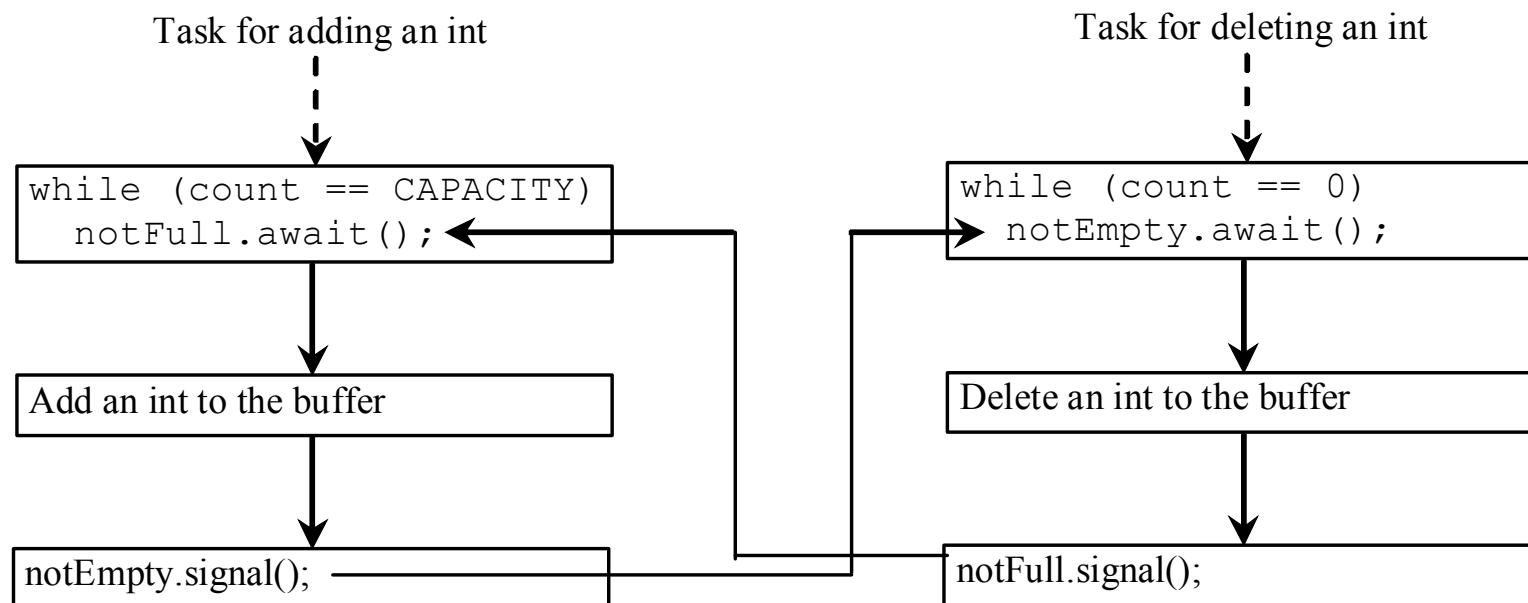 Task for adding an int
while (count == CAPACITY)
notFull.await();
Add an int to the buffer
notEmpty.signal();
Task for deleting an int
while (count == 0)
notEmpty.await();
Delete an int to the buffer
notFull.signal();